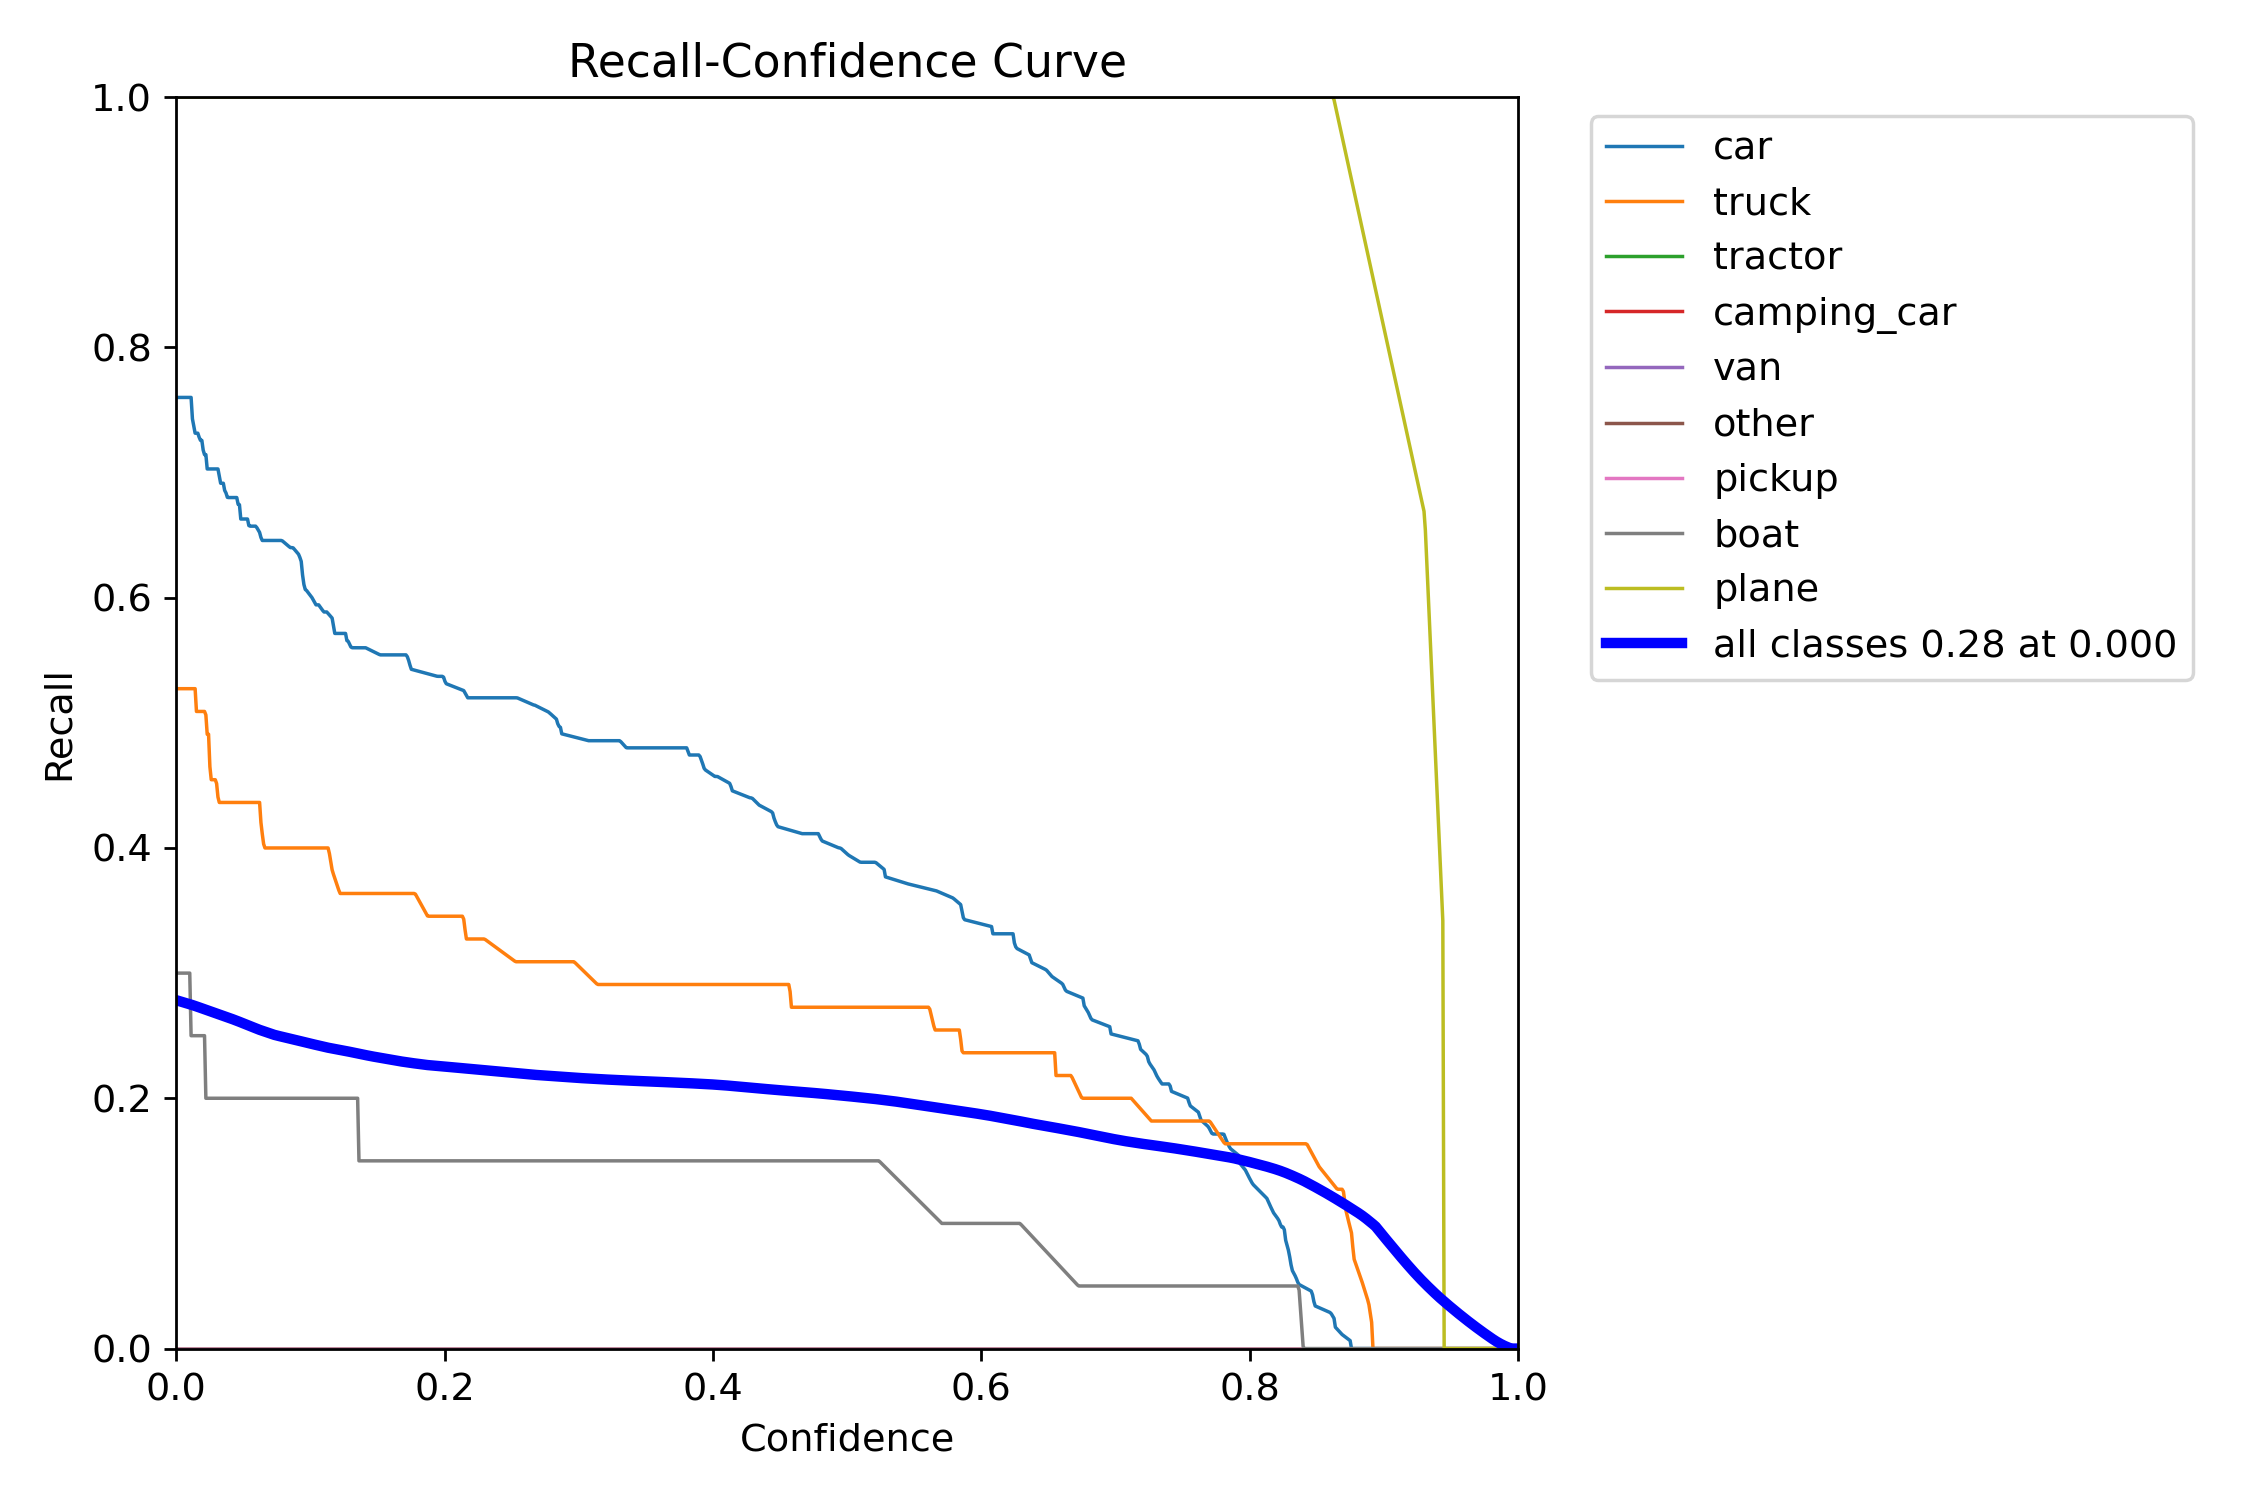 Recall-Confidence Curve
1.0
0.8
0.6
0.4
0.2
0.0
Recall
0.0 0.2 0.4 0.6 0.8 1.0
Confidence
car
truck
tractor
camping_car
van
other
pickup
boat
plane
all classes 0.28 at 0.000